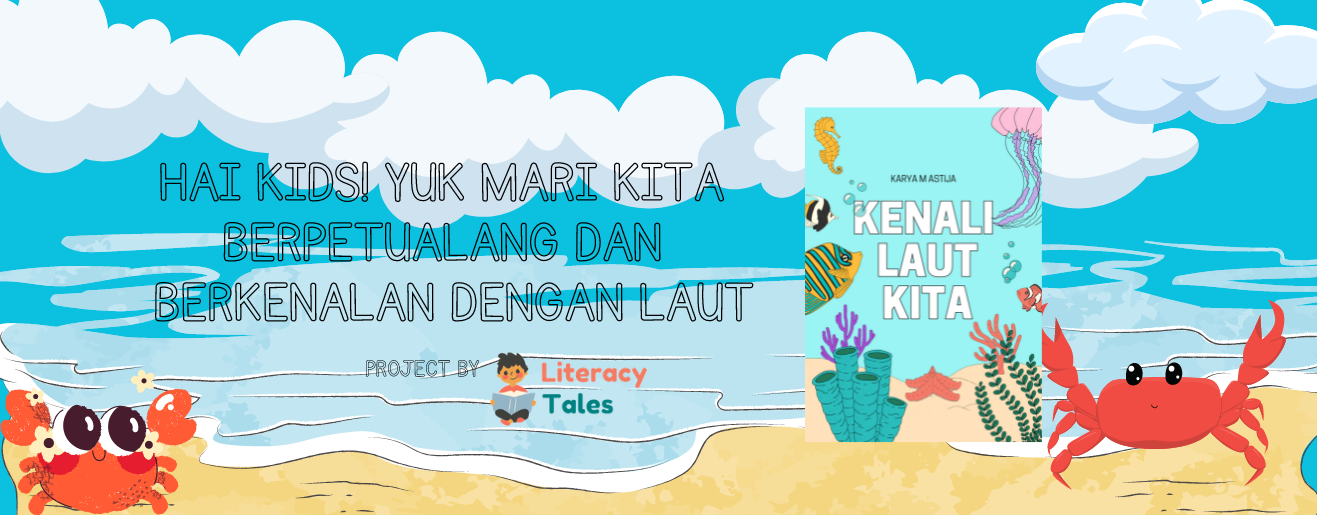 HAI KIDS! YUK MARI KITA
BERPETUALANG DAN
BERKENALAN DENGAN LAUT
PROJECT BY
Literacy
Tales
KARYA M ASTIJA
KENALI
LAUT
KITA